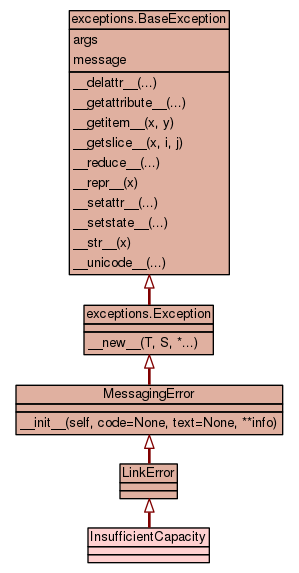 exceptions.BaseException
args
message
__delattr__(...)
__getattribute__(...)
__getitem__(x, y)
__getslice__(x, i, j)
__reduce__(...)
__repr__(x)
__setattr__(...)
__setstate__(...)
__str__(x)
__unicode__(...)
exceptions.Exception
__new__(T, S, *...)
MessagingError
__init__(self, code=None, text=None, **info)
LinkError
InsufficientCapacity